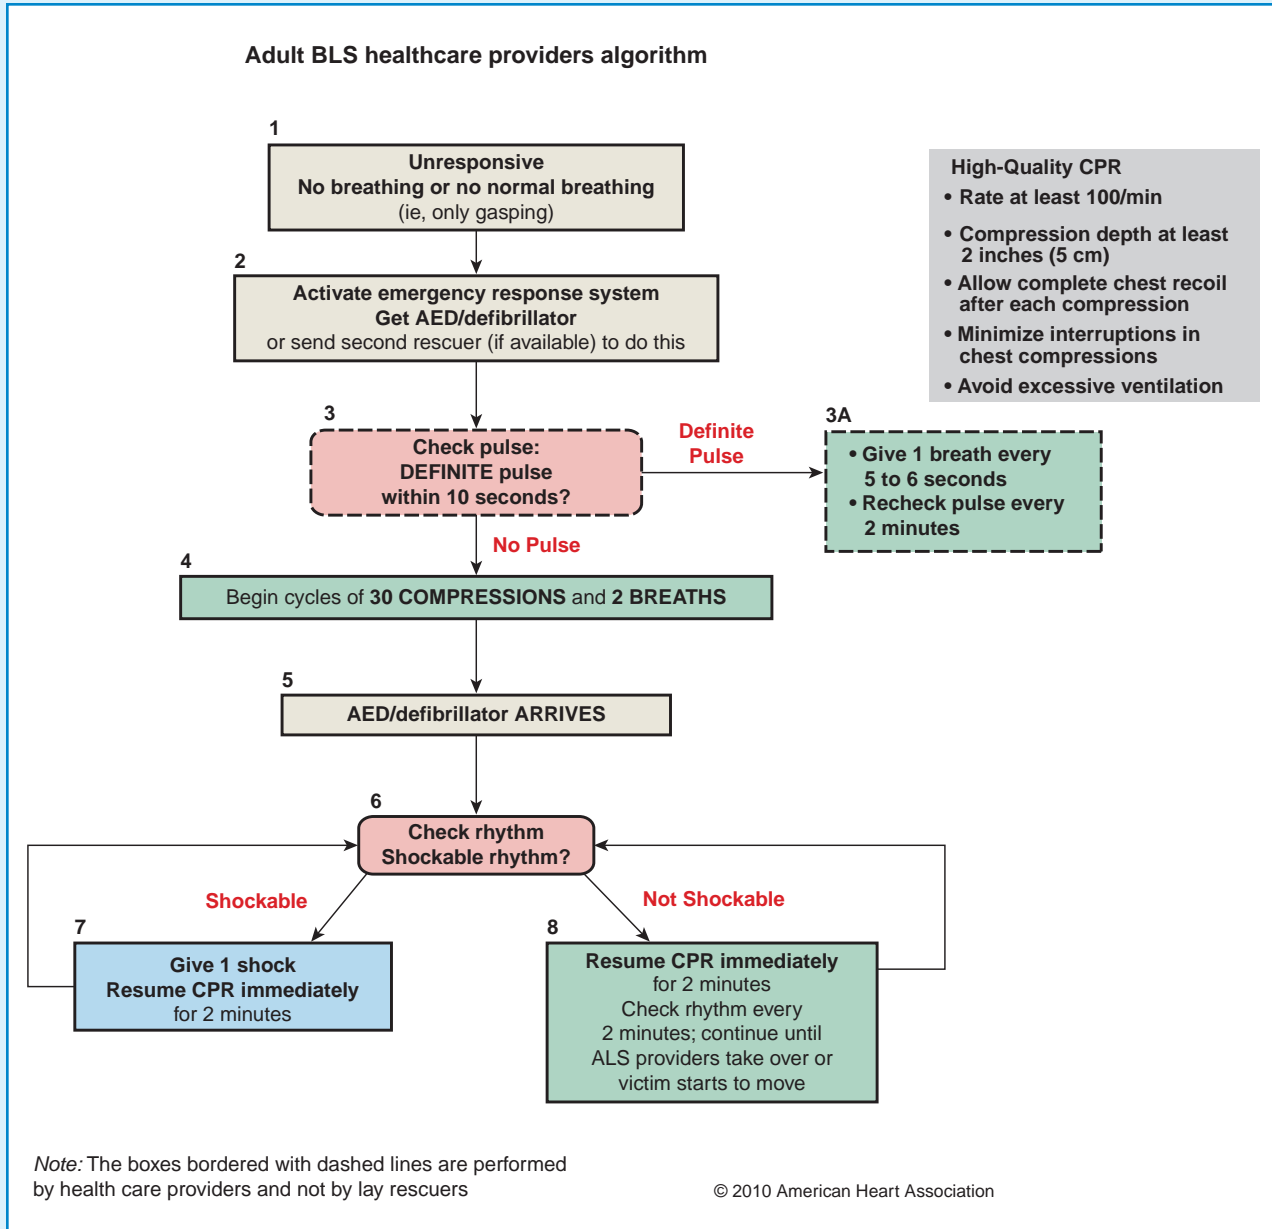 Adult BLS healthcare providers algorithm
1
Unresponsive
No breathing or no normal breathing
(ie, only gasping)
High-Quality CPR
• Rate at least 100/min
• Compression depth at least
2 inches (5 cm)
• Allow complete chest recoil
after each compression
• Minimize interruptions in
chest compressions
• Avoid excessive ventilation
2
Activate emergency response system
Get AED/defibrillator
or send second rescuer (if available) to do this
3
Check pulse:
DEFINITE pulse
within 10 seconds?
Definite
Pulse
3A
• Give 1 breath every
5 to 6 seconds
• Recheck pulse every
2 minutes
No Pulse
4
Begin cycles of 30 COMPRESSIONS and 2 BREATHS
5
AED/defibrillator ARRIVES
6
Check rhythm
Shockable rhythm?
Shockable
Not Shockable
7
Give 1 shock
Resume CPR immediately
for 2 minutes
8
Resume CPR immediately
for 2 minutes
Check rhythm every
2 minutes; continue until
ALS providers take over or
victim starts to move
Note: The boxes bordered with dashed lines are performed
by health care providers and not by lay rescuers
© 2010 American Heart Association